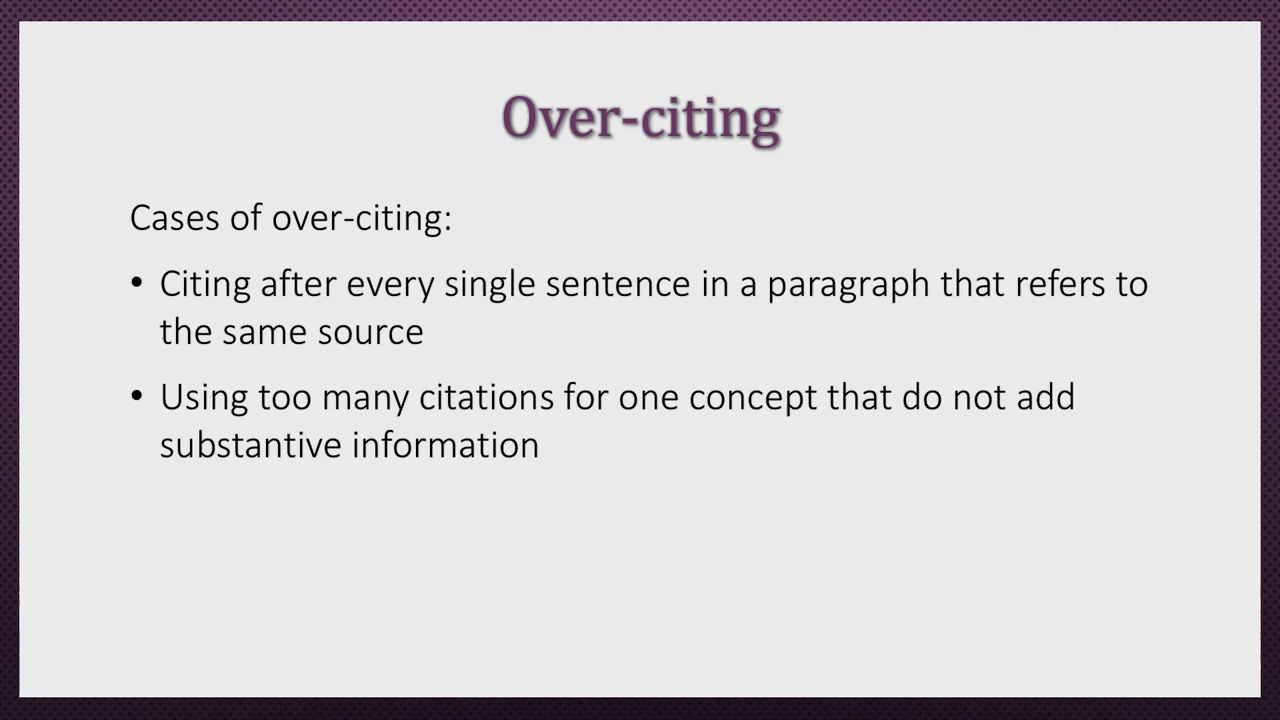 Over-citing
Cases of over-citing:
• Citing after every single sentence in a paragraph that refers to
the same source
• Using too many citations for one concept that do not add
substantive information